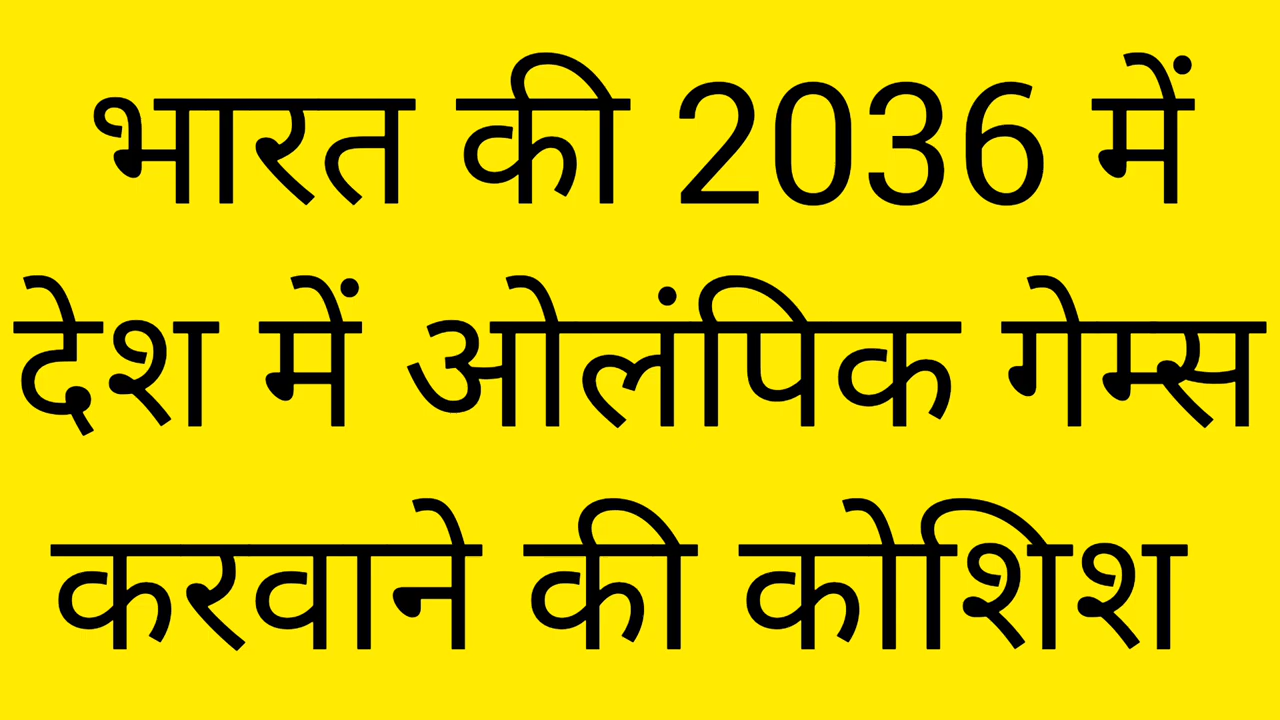 भारत की 2036 में
देश में ओलंपिक गेम्स
करवाने की कोशिश